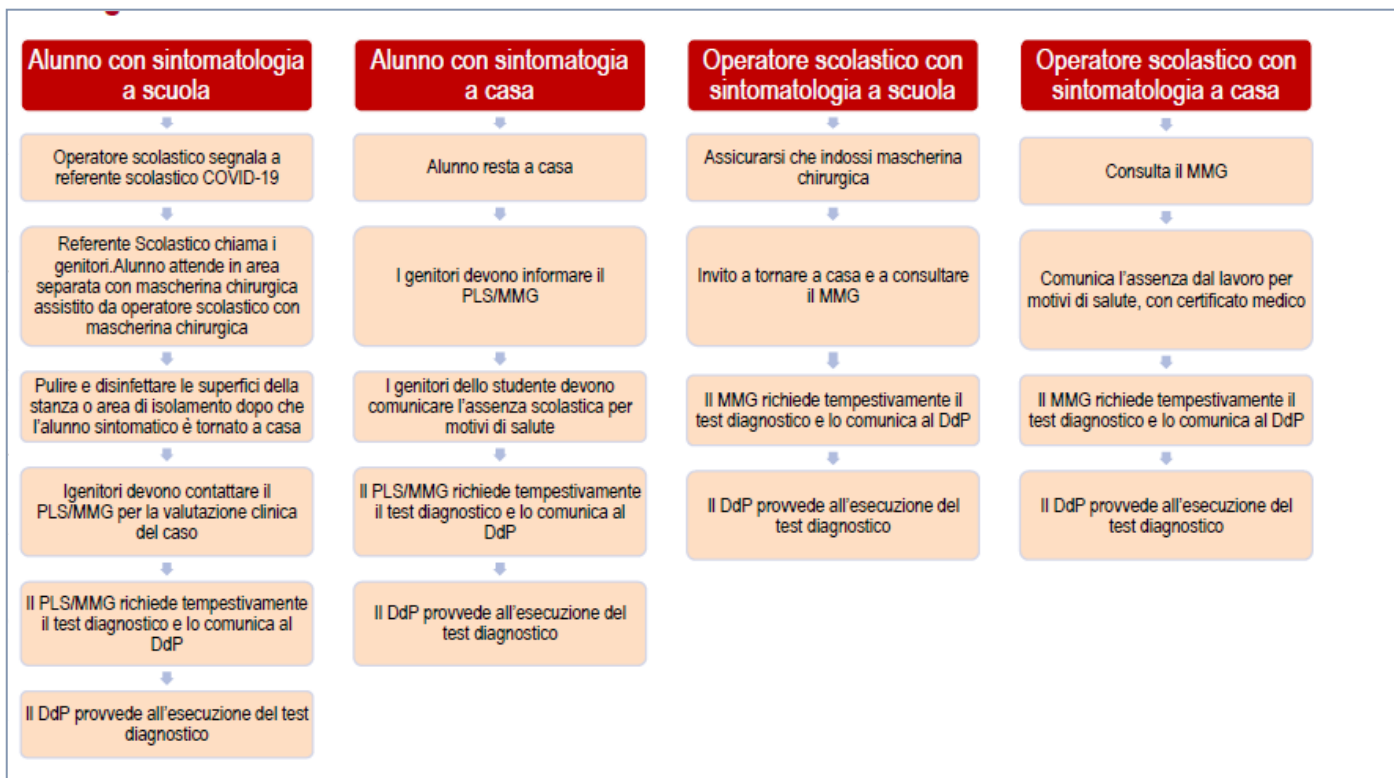 Alunno con sintomatologia
a scuola
Operatore scolastico segnala a
referente scolastico COVID-19
Referente Scolastico chiama i
genitori.Alunno attende in area
separata con mascherina chirurgica
assistito da operatore scolastico con
mascherina chirurgica
Pulire e disinfettare le superfici della
stanza o area di isolamento dopo che
l'alunno sintomatico è tornato a casa
Igenitori devono contattare il
PLS/MMG per la valutazione clinica
del caso
Il PLS/MMG richiede tempestivamente
il test diagnostico e lo comunica al
DdP
Il DdP provvede all'esecuzione del test
diagnostico
Alunno con sintomatogia
a casa
Alunno resta a casa
I genitori devono informare il
PLS/MMG
I genitori dello studente devono
comunicare l'assenza scolastica per
motivi di salute
Il PLS/MMG richiede tempestivamente
il test diagnostico e lo comunica al
DdP
Il DdP provvede all'esecuzione del
test diagnostico
Operatore scolastico con
sintomatologia a scuola
Assicurarsi che indossi mascherina
chirurgica
Invito a tornare a casa e a consultare
il MMG
Il MMG richiede tempestivamente il
test diagnostico e lo comunica al DdP
Il DdP provvede all'esecuzione del
test diagnostico
Operatore scolastico con
sintomatologia a casa
Consulta il MMG
Comunica l'assenza dal lavoro per
motivi di salute, con certificato medico
Il MMG richiede tempestivamente il
test diagnostico e lo comunica al DdP
Il DdP provvede all'esecuzione del
test diagnostico